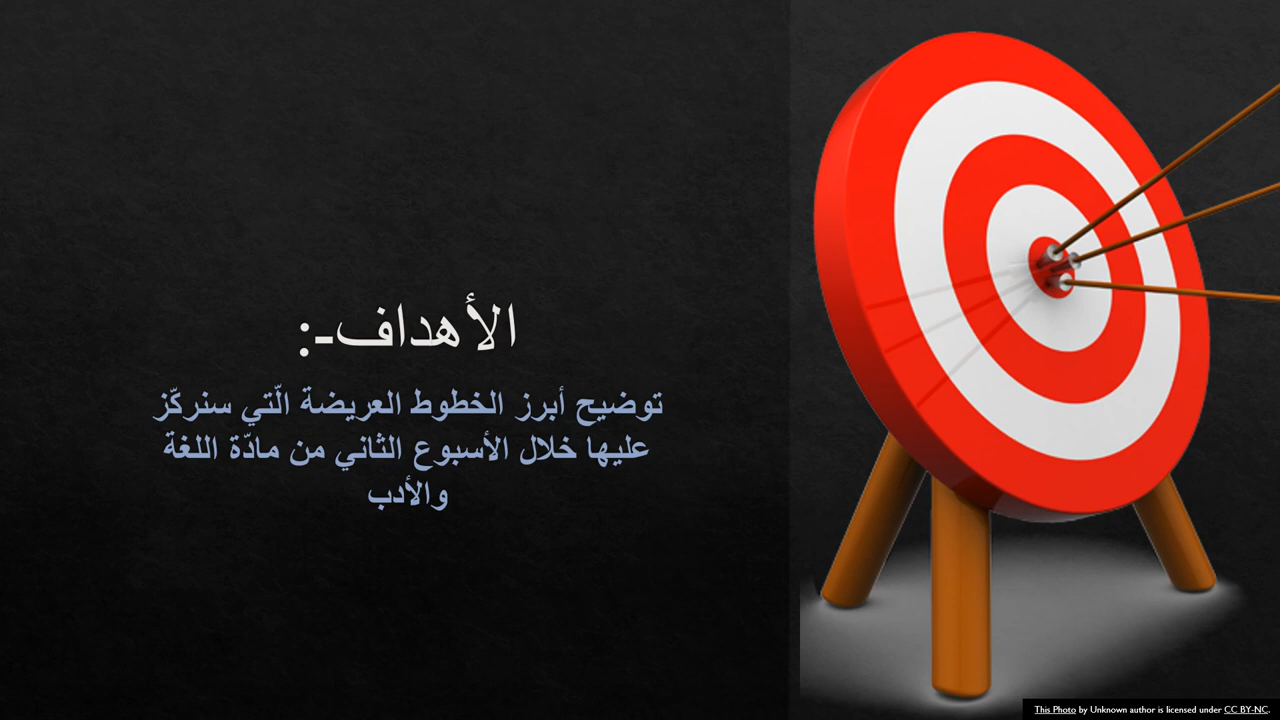 الأهداف-:
توضيح أبرز الخطوط العريضة الّتي سنركّز
عليها خلال الأسبوع الثاني من مادّة اللغة
والأدب
This Photo by Unknown author is licensed under CC BY-NC.